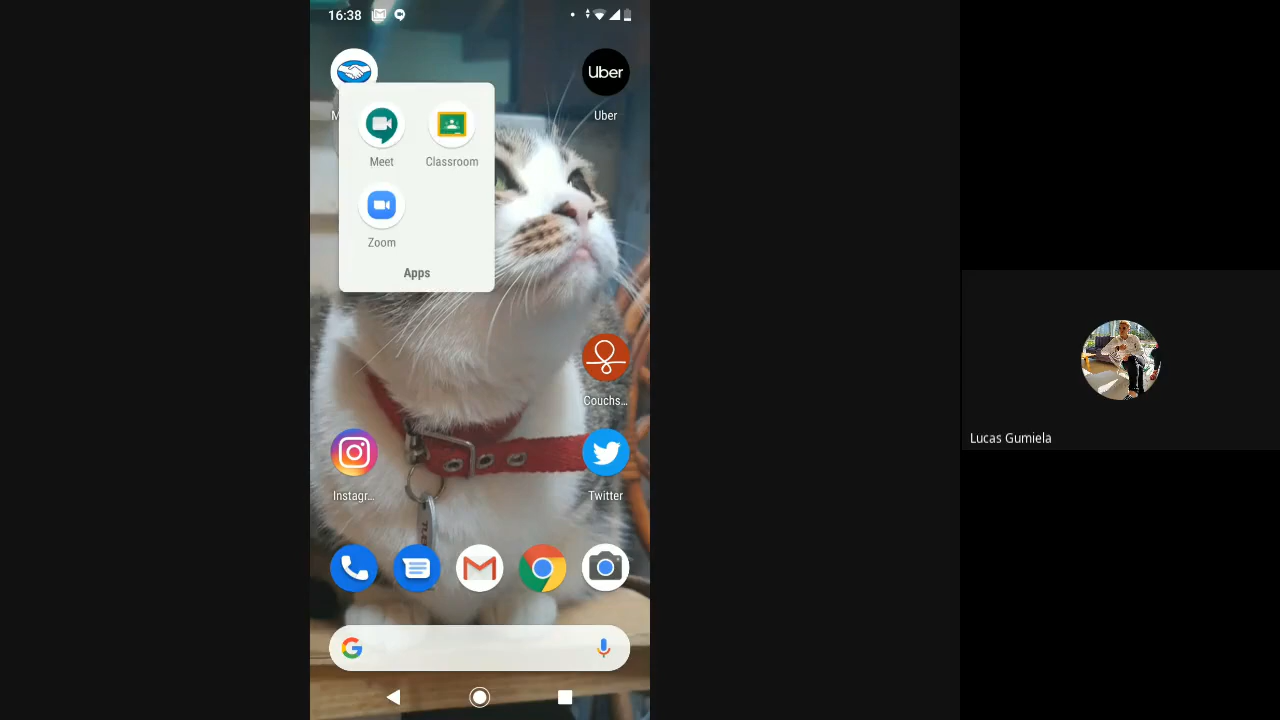 16:38
Uber
M
Uber
Meet
Classroom
Zoom
Apps
Couchs...
Instagr...
Twitter
Lucas Gumiela